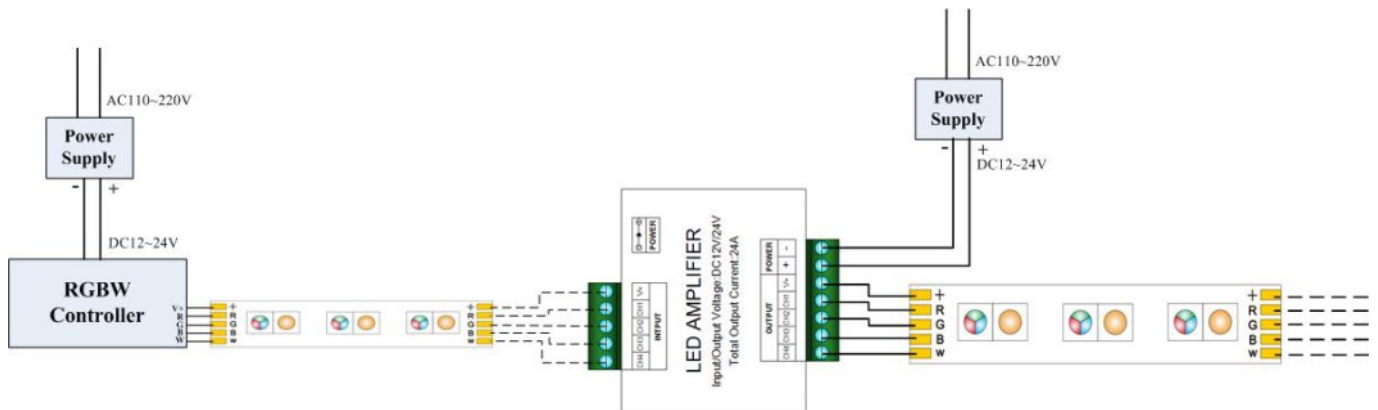 AC110~220V
Power
Supply
-
+
DC12~24V
RGBW
Controller
V+
R
G
B
W
+
R
G
B
W
+
R
G
B
W
POWER
V+
CH1
CH2
CH3
CH4
INTPUT
LED AMPLIFIER
Input/Output Voltage:DC12V/24V
Total Output Current:24A
POWER
-
+
OUTPUT
V+
CH1
CH2
CH3
CH4
AC110~220V
Power
Supply
-
+
DC12~24V
+
R
G
B
W
+
R
G
B
W